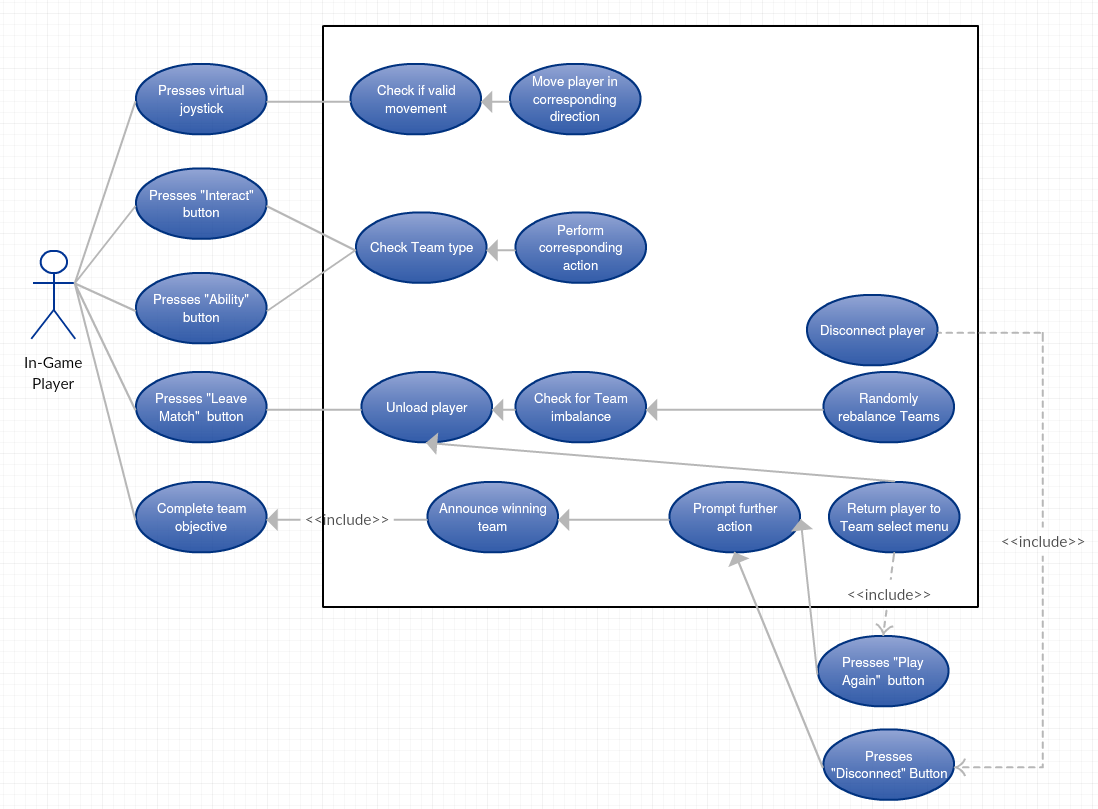 Presses virtual
joystick
Check if valid
movement
Move player in
corresponding
direction
Presses "Interact"
button
Check Team type
Perform
corresponding
action
In-Game
Player
Presses "Ability"
button
Disconnect player
Presses "Leave
Match" button
Unload player
Check for Team
imbalance
Randomly
rebalance Teams
Complete team
objective
<<include>>
Announce winning
team
Prompt further
action
Return player to
Team select menu
<<include>>
<<include>>
Presses "Play
Again" button
Presses
"Disconnect" Button